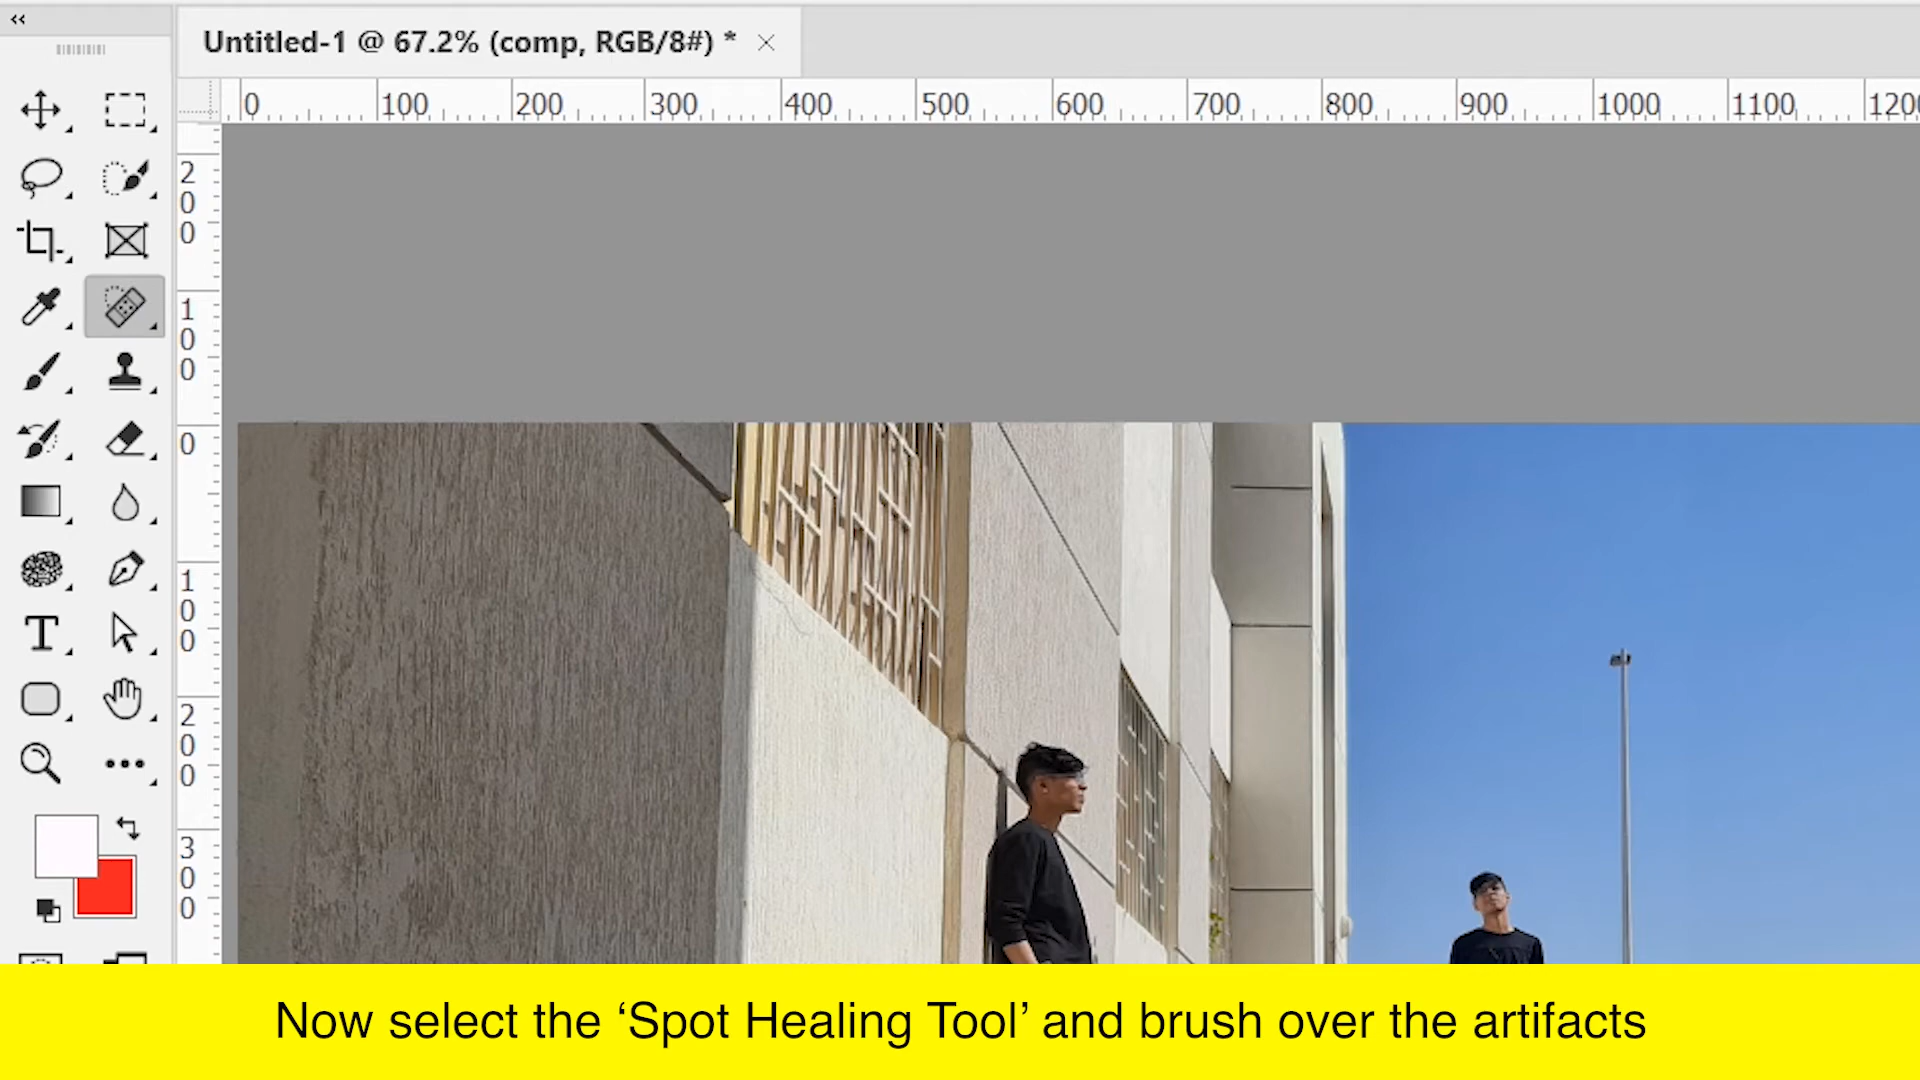 Untitled-1 @ 67.2% (comp, RGB/8#) *
0 100 200 300 400 500 600 700 800 900 1000 1100 1200
200
100
0
100
200
300
T
Now select the ‘Spot Healing Tool’ and brush over the artifacts